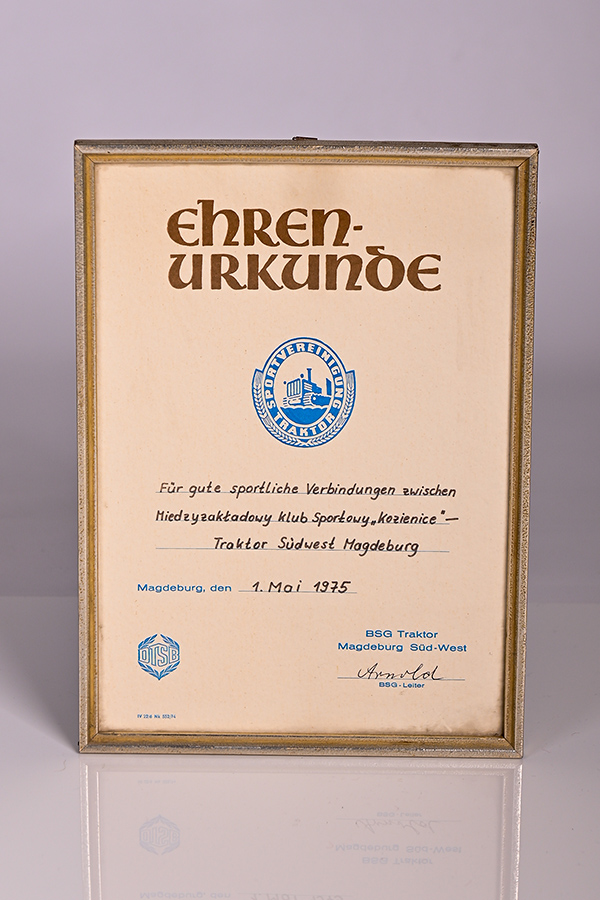 EHREN-
URKUNDE
SPORTVEREINIGUNG
TRAKTOR
Für gute sportliche Verbindungen zwischen
Miedzyzakładowy Klub Sportowy „Kozienice" —
Traktor Südwest Magdeburg
Magdeburg, den 1. Mai 1975
DTSB
BSG Traktor
Magdeburg Süd-West
Arnold
BSG-Leiter